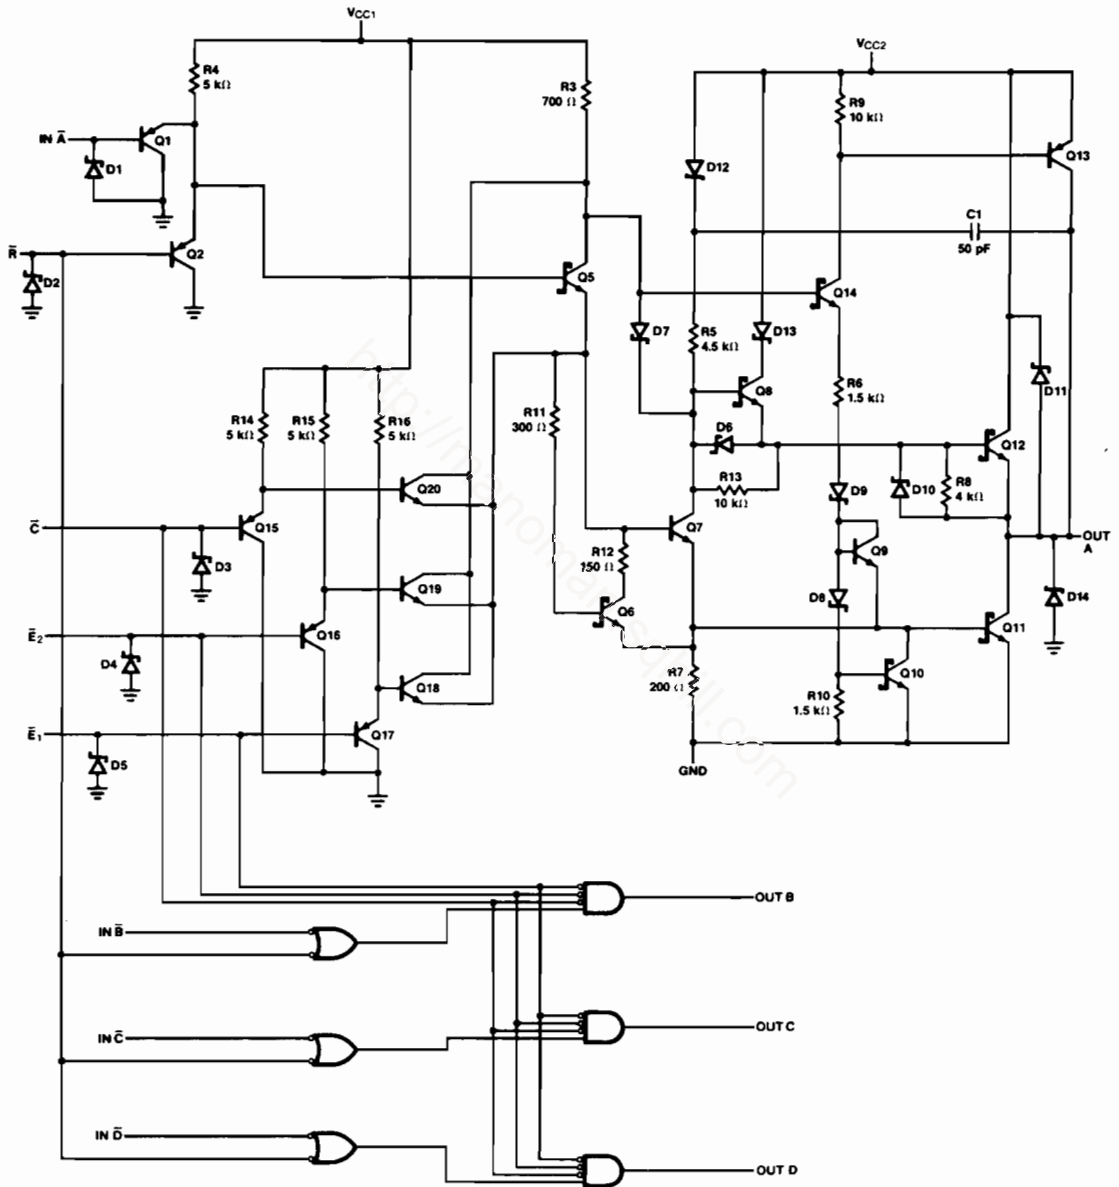 VCC1
R4
5 kΩ
R3
700 Ω
VCC2
R9
10 kΩ
IN A̅
Q1
D1
D12
Q13
C1
50 pF
R̅
Q2
D2
Q5
Q14
D7
R5
4.5 kΩ
D13
D11
R14
5 kΩ
R15
5 kΩ
R16
5 kΩ
R11
300 Ω
Q8
R6
1.5 kΩ
D6
Q12
R13
10 kΩ
D10
R8
4 kΩ
Q20
D9
C̅
Q15
D3
Q7
R12
150 Ω
Q9
OUT
A
Q19
Q6
D8
D14
E̅2
Q16
D4
Q11
Q18
R7
200 Ω
Q10
R10
1.5 kΩ
E̅1
Q17
D5
GND
OUT B
IN B̅
IN C̅
OUT C
IN D̅
OUT D